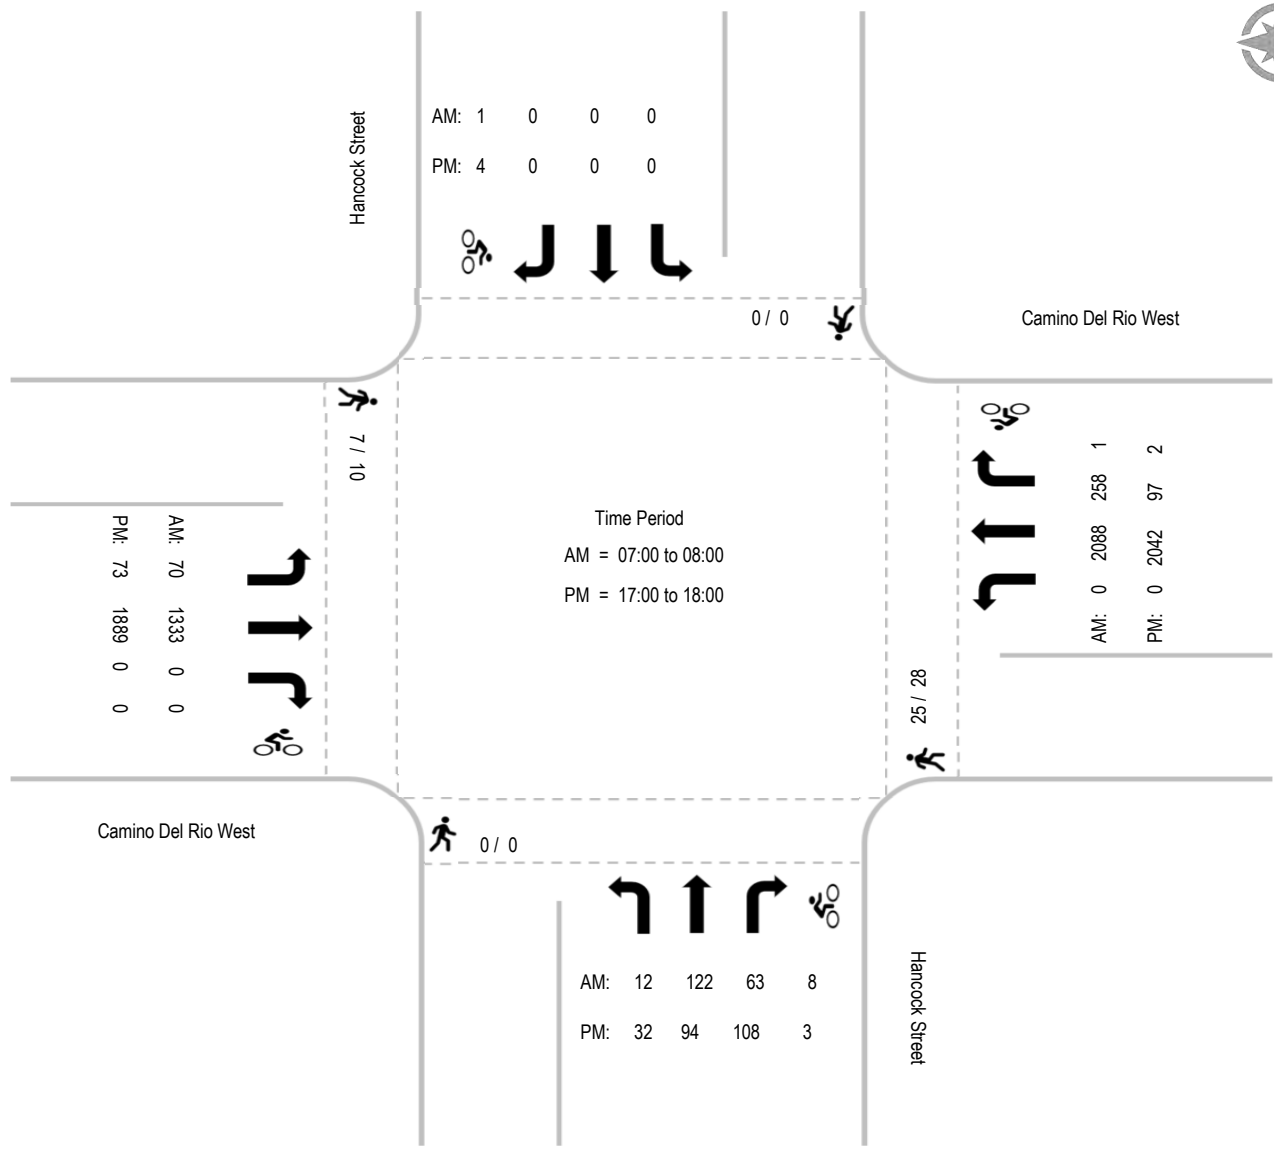 Hancock Street
AM: 1 0 0 0
PM: 4 0 0 0
0 / 0
Camino Del Rio West
7 / 10
AM: 70 1333 0 0
PM: 73 1889 0 0
Time Period
AM = 07:00 to 08:00
PM = 17:00 to 18:00
AM: 0 2088 258 1
PM: 0 2042 97 2
25 / 28
Camino Del Rio West
0 / 0
AM: 12 122 63 8
PM: 32 94 108 3
Hancock Street